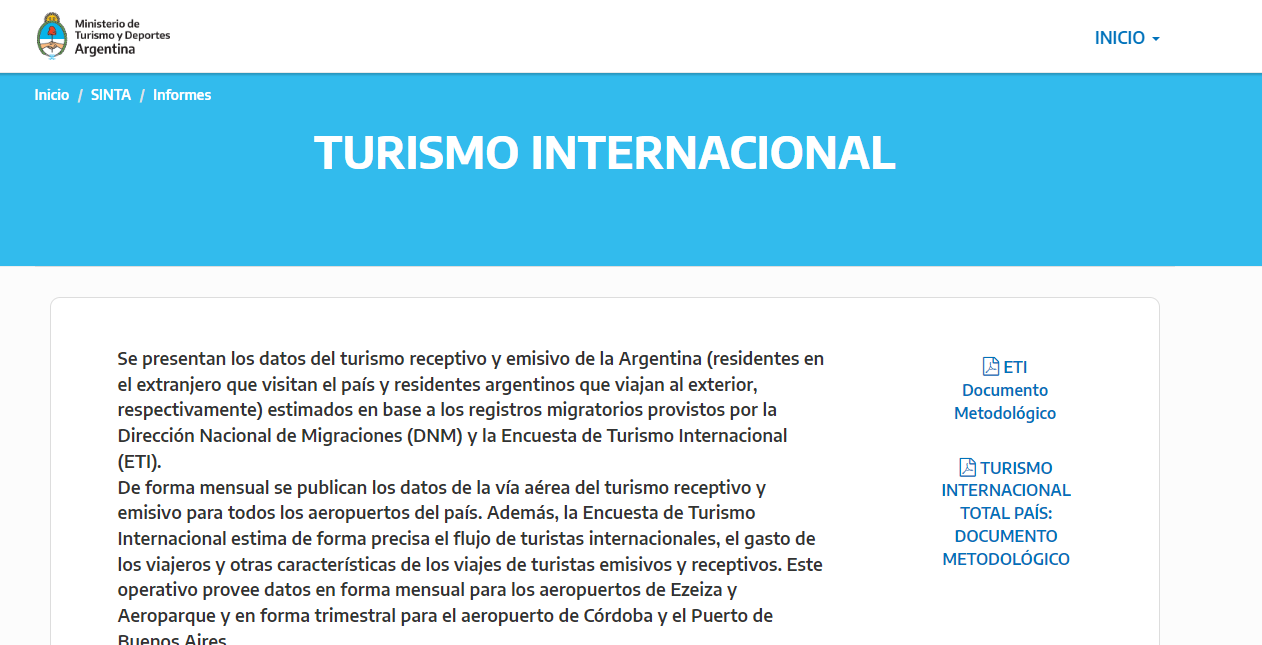 Ministerio de
Turismo y Deportes
Argentina
INICIO
Inicio / SINTA / Informes
TURISMO INTERNACIONAL
Se presentan los datos del turismo receptivo y emisivo de la Argentina (residentes en
el extranjero que visitan el país y residentes argentinos que viajan al exterior,
respectivamente) estimados en base a los registros migratorios provistos por la
Dirección Nacional de Migraciones (DNM) y la Encuesta de Turismo Internacional
(ETI).
De forma mensual se publican los datos de la vía aérea del turismo receptivo y
emisivo para todos los aeropuertos del país. Además, la Encuesta de Turismo
Internacional estima de forma precisa el flujo de turistas internacionales, el gasto de
los viajeros y otras características de los viajes de turistas emisivos y receptivos. Este
operativo provee datos en forma mensual para los aeropuertos de Ezeiza y
Aeroparque y en forma trimestral para el aeropuerto de Córdoba y el Puerto de
Buenos Aires.
ETI
Documento
Metodológico
TURISMO
INTERNACIONAL
TOTAL PAÍS:
DOCUMENTO
METODOLÓGICO